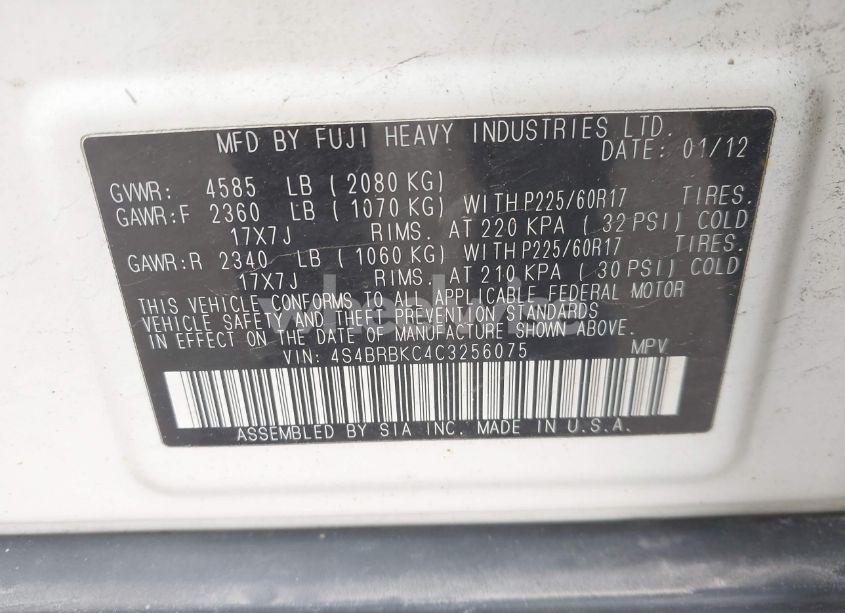 MFD BY FUJI HEAVY INDUSTRIES LTD.
DATE: 01/12
GVWR: 4585 LB (2080 KG)
GAWR:F 2360 LB (1070 KG) WITH P225/60R17 TIRES.
17X7J RIMS. AT 220 KPA (32 PSI) COLD
GAWR:R 2340 LB (1060 KG) WITH P225/60R17 TIRES.
17X7J RIMS. AT 210 KPA (30 PSI) COLD
THIS VEHICLE CONFORMS TO ALL APPLICABLE FEDERAL MOTOR
VEHICLE SAFETY AND THEFT PREVENTION STANDARDS
IN EFFECT ON THE DATE OF MANUFACTURE SHOWN ABOVE.
VIN: 4S4BRBKC4C3256075 MPV
ASSEMBLED BY SIA INC. MADE IN U.S.A.